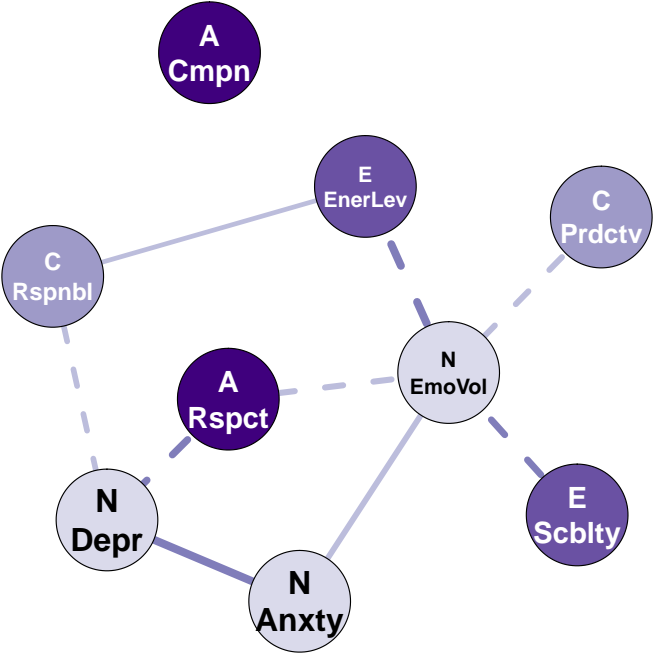 A
Cmpn
E
EnerLev
C
Prdctv
C
Rspnbl
N
EmoVol
A
Rspct
N
Depr
E
Scblty
N
Anxty